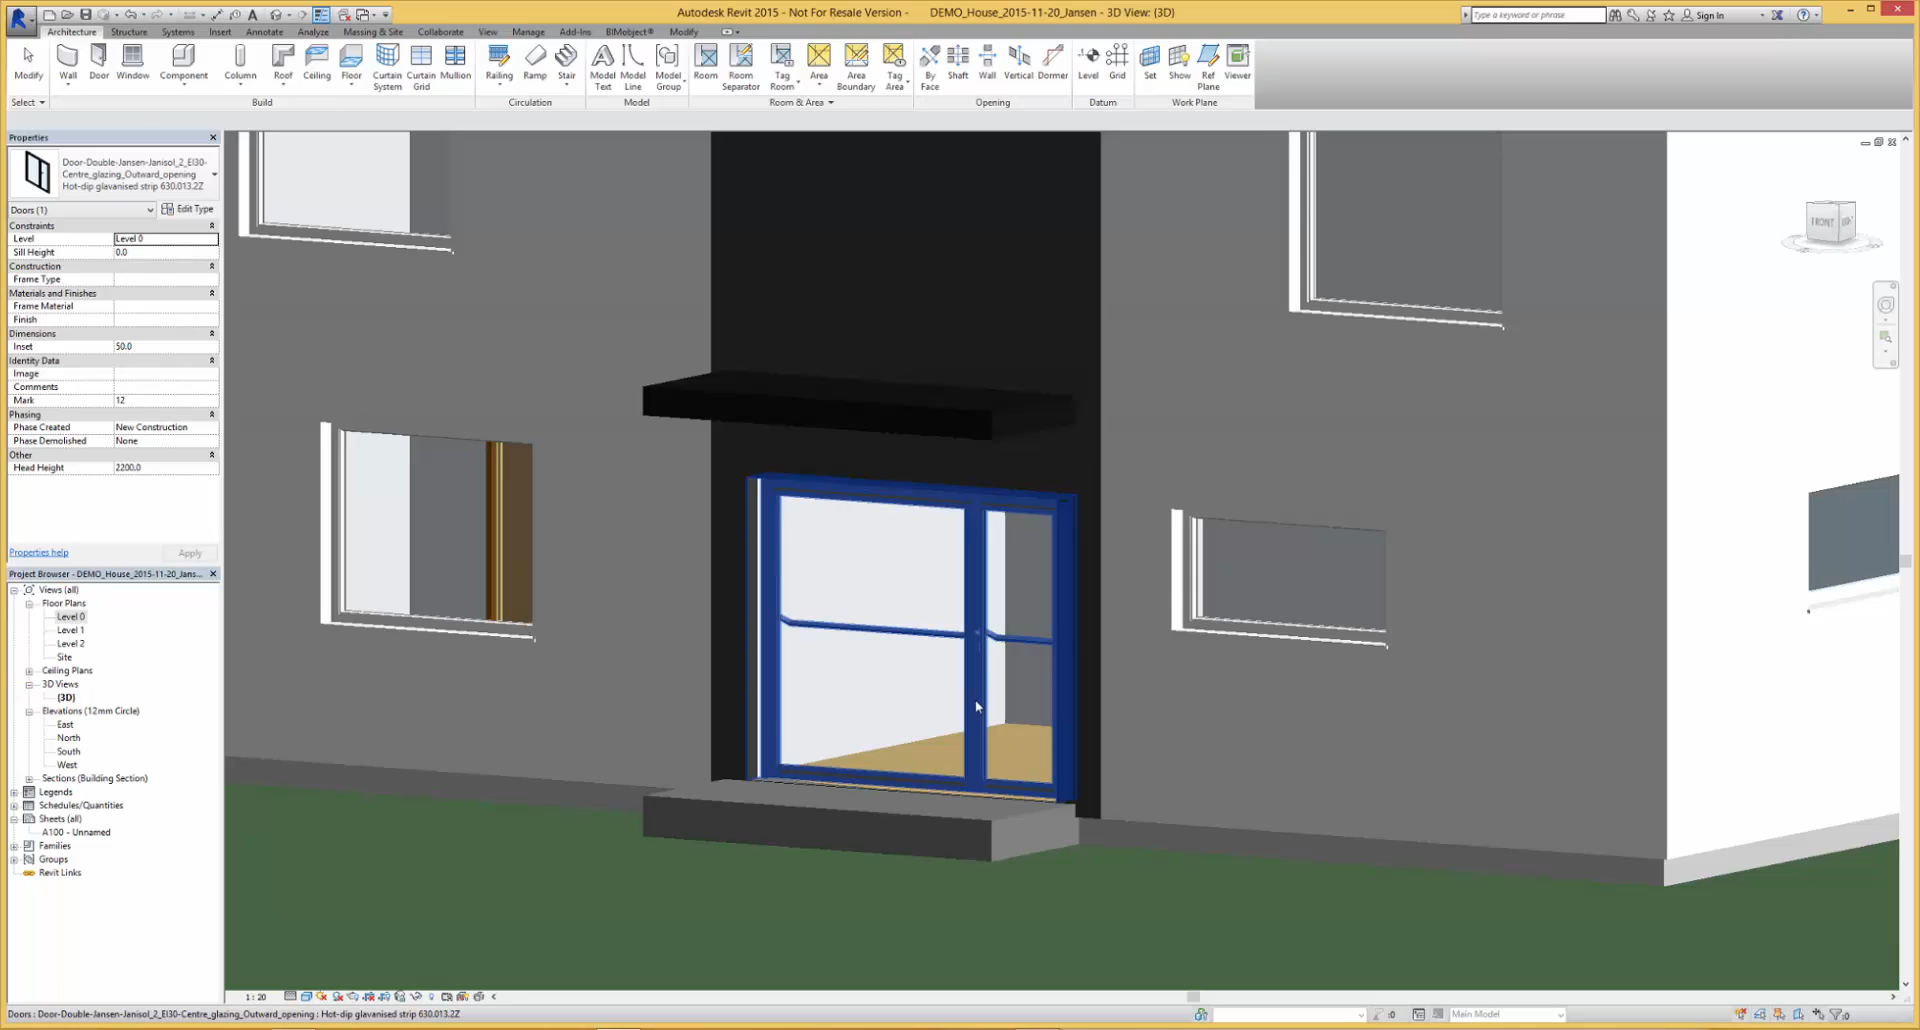 Autodesk Revit 2015 - Not For Resale Version - DEMO_House_2015-11-20_Jansen - 3D View: {3D}
Type a keyword or phrase
Sign In
Architecture Structure Systems Insert Annotate Analyze Massing & Site Collaborate View Manage Add-Ins BIMobject® Modify
Modify Wall Door Window Component Column Roof Ceiling Floor Curtain System Curtain Grid Mullion Railing Ramp Stair Model Text Model Line Model Group Room Room Separator Tag Room Area Area Boundary Tag Area By Face Shaft Wall Vertical Dormer Level Grid Set Show Ref Plane Viewer
Select Build Circulation Model Room & Area Opening Datum Work Plane
Properties
Door-Double-Jansen-Janisol_2_EI30-
Centre_glazing_Outward_opening
Hot-dip glavanised strip 630.013.2Z
Doors (1) Edit Type
Constraints
Level Level 0
Sill Height 0.0
Construction
Frame Type
Materials and Finishes
Frame Material
Finish
Dimensions
Inset 50.0
Identity Data
Image
Comments
Mark 12
Phasing
Phase Created New Construction
Phase Demolished None
Other
Head Height 2200.0
Properties help Apply
Project Browser - DEMO_House_2015-11-20_Jans...
Views (all)
Floor Plans
Level 0
Level 1
Level 2
Site
Ceiling Plans
3D Views
{3D}
Elevations (12mm Circle)
East
North
South
West
Sections (Building Section)
Legends
Schedules/Quantities
Sheets (all)
A100 - Unnamed
Families
Groups
Revit Links
FRONT
1 : 20
Doors : Door-Double-Jansen-Janisol_2_EI30-Centre_glazing_Outward_opening : Hot-dip glavanised strip 630.013.2Z
:0 Main Model :0